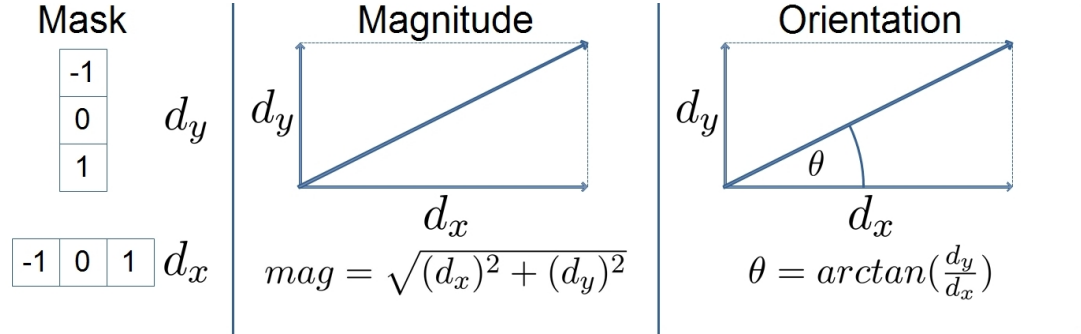 Mask
-1
0
1
d_y
-1 0 1 d_x
Magnitude
d_y
d_x
mag = √((d_x)² + (d_y)²)
Orientation
d_y
θ
d_x
θ = arctan(d_y/d_x)